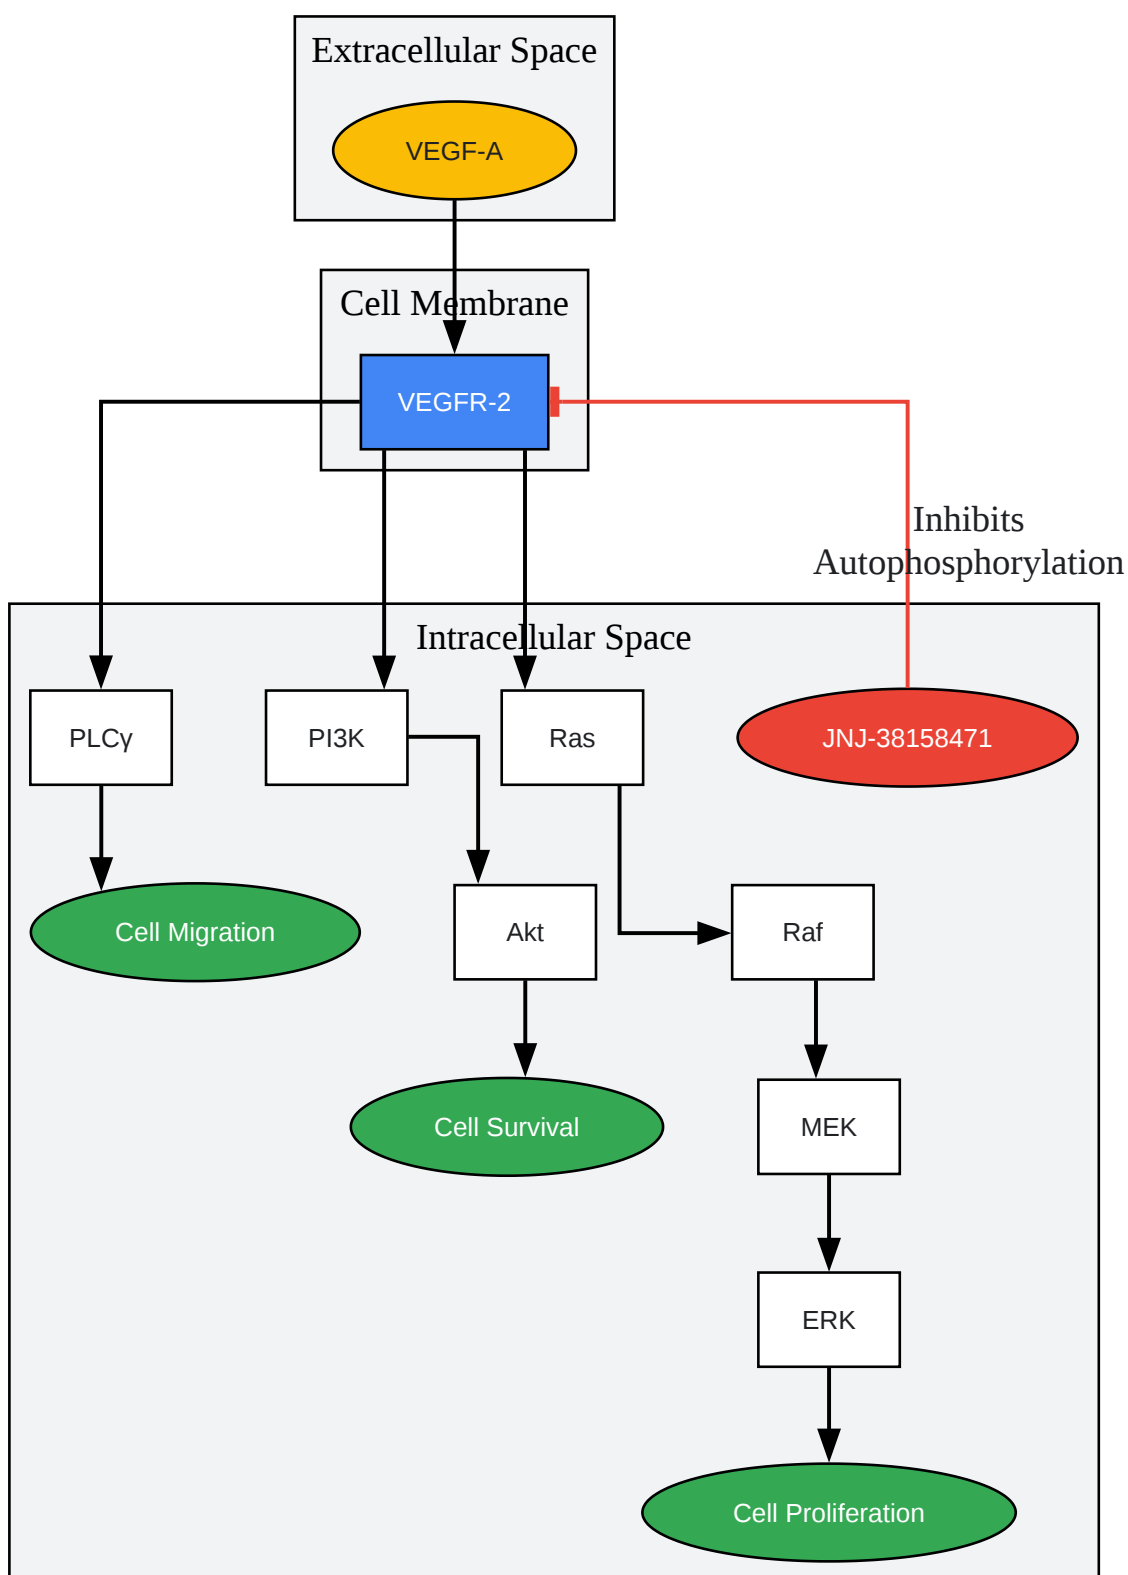 Extracellular Space
VEGF-A
Cell Membrane
VEGFR-2
Inhibits
Autophosphorylation
Intracellular Space
PLCγ
PI3K
Ras
JNJ-38158471
Cell Migration
Akt
Raf
Cell Survival
MEK
ERK
Cell Proliferation